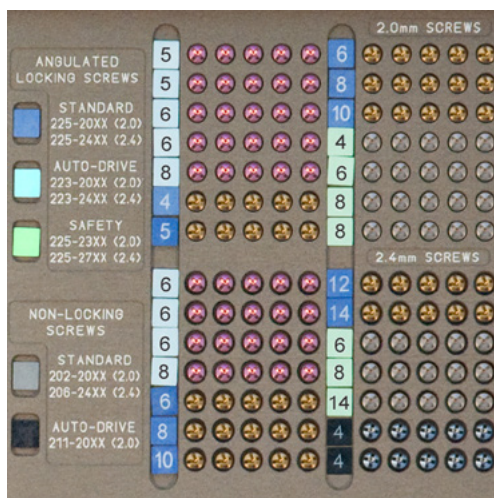 2.0mm SCREWS
ANGULATED
LOCKING SCREWS
STANDARD
225-20XX (2.0)
225-24XX (2.4)
AUTO-DRIVE
223-20XX (2.0)
223-24XX (2.4)
SAFETY
225-23XX (2.0)
225-27XX (2.4)
5
5
6
6
8
4
5
6
8
10
4
6
8
8
2.4mm SCREWS
NON-LOCKING
SCREWS
STANDARD
202-20XX (2.0)
206-24XX (2.4)
AUTO-DRIVE
211-20XX (2.0)
6
6
6
8
6
8
10
12
14
6
8
14
4
4